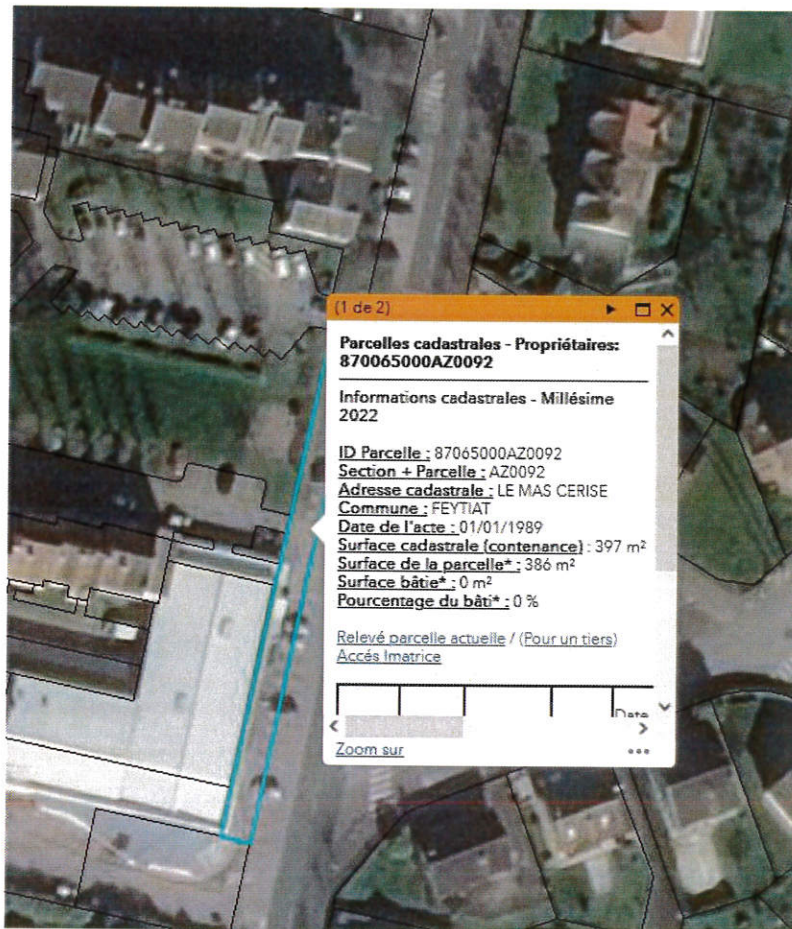 (1 de 2)
Parcelles cadastrales - Propriétaires:
870065000AZ0092
Informations cadastrales - Millésime
2022
ID Parcelle : 87065000AZ0092
Section + Parcelle : AZ0092
Adresse cadastrale : LE MAS CERISE
Commune : FEYTIAT
Date de l'acte : 01/01/1989
Surface cadastrale (contenance) : 397 m²
Surface de la parcelle* : 386 m²
Surface bâtie* : 0 m²
Pourcentage du bâti* : 0 %
Relevé parcelle actuelle / (Pour un tiers)
Accés Imatrice
Date
Zoom sur